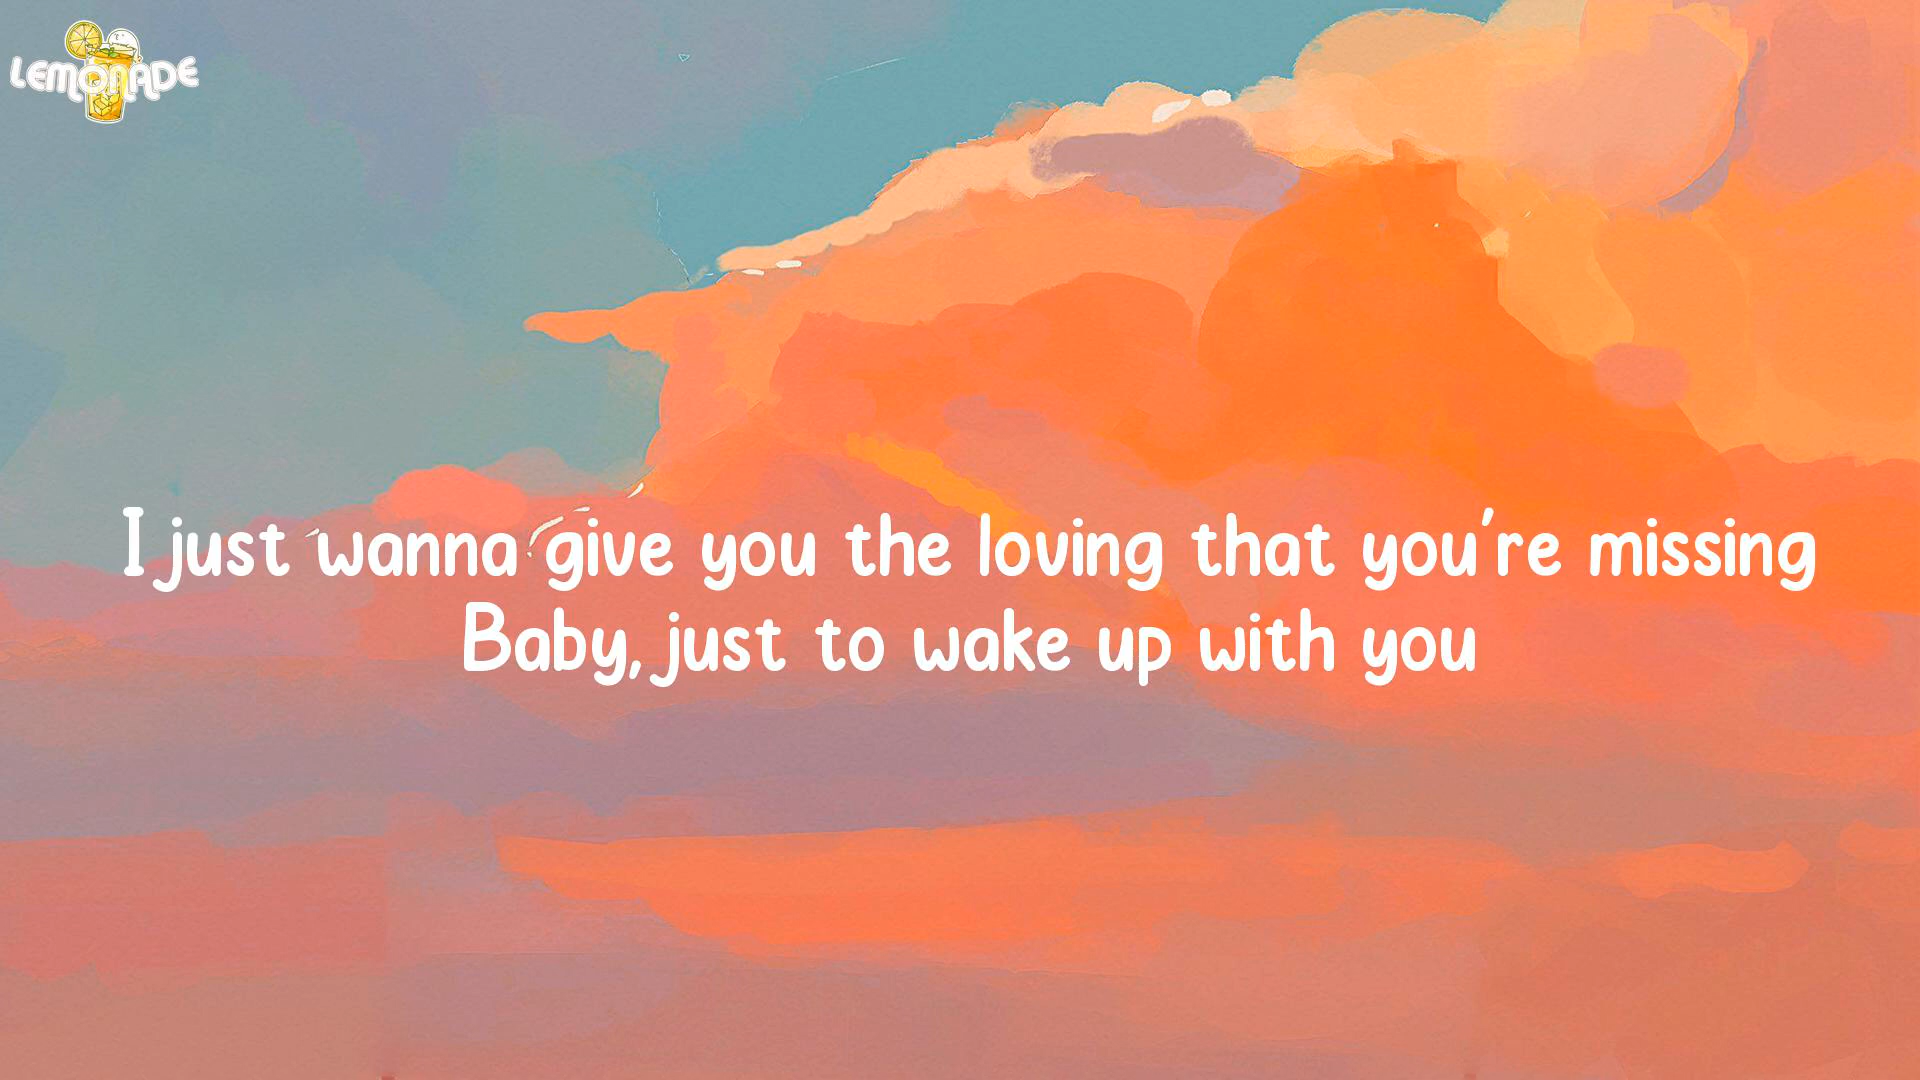 LEMONADE
I just wanna give you the loving that you're missing
Baby, just to wake up with you